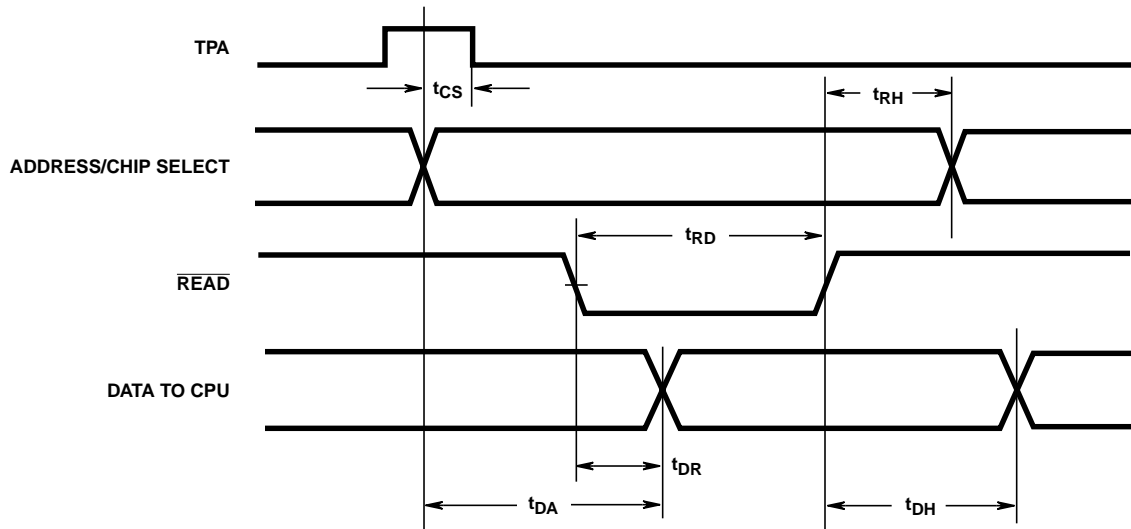 TPA
tCS
tRH
ADDRESS/CHIP SELECT
tRD
READ
DATA TO CPU
tDR
tDA
tDH